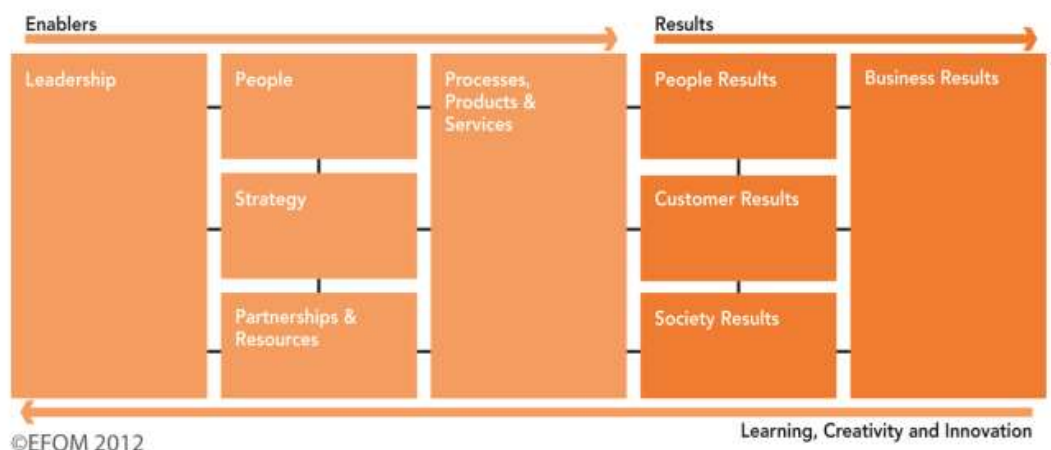 Enablers
Results
Leadership
People
Processes,
Products &
Services
People Results
Business Results
Strategy
Customer Results
Partnerships &
Resources
Society Results
Learning, Creativity and Innovation
©EFQM 2012